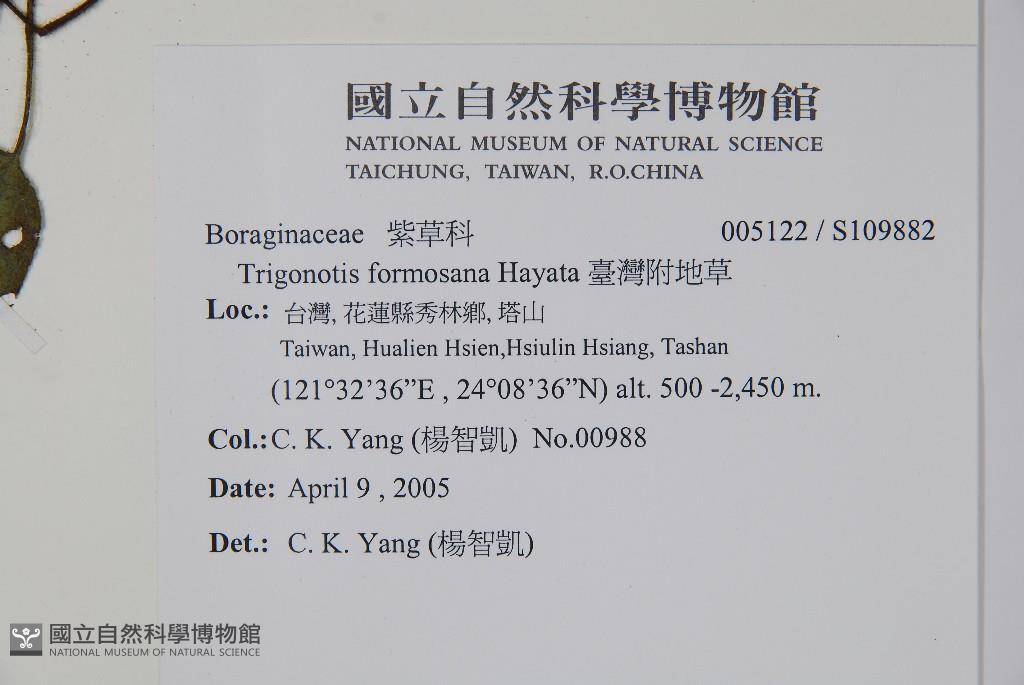 國立自然科學博物館
NATIONAL MUSEUM OF NATURAL SCIENCE
TAICHUNG, TAIWAN, R.O.CHINA
Boraginaceae 紫草科 005122 / S109882
Trigonotis formosana Hayata 臺灣附地草
Loc.: 台灣, 花蓮縣秀林鄉, 塔山
Taiwan, Hualien Hsien,Hsiulin Hsiang, Tashan
(121°32’36”E , 24°08’36”N) alt. 500 -2,450 m.
Col.:C. K. Yang (楊智凱) No.00988
Date: April 9 , 2005
Det.: C. K. Yang (楊智凱)
國立自然科學博物館
NATIONAL MUSEUM OF NATURAL SCIENCE